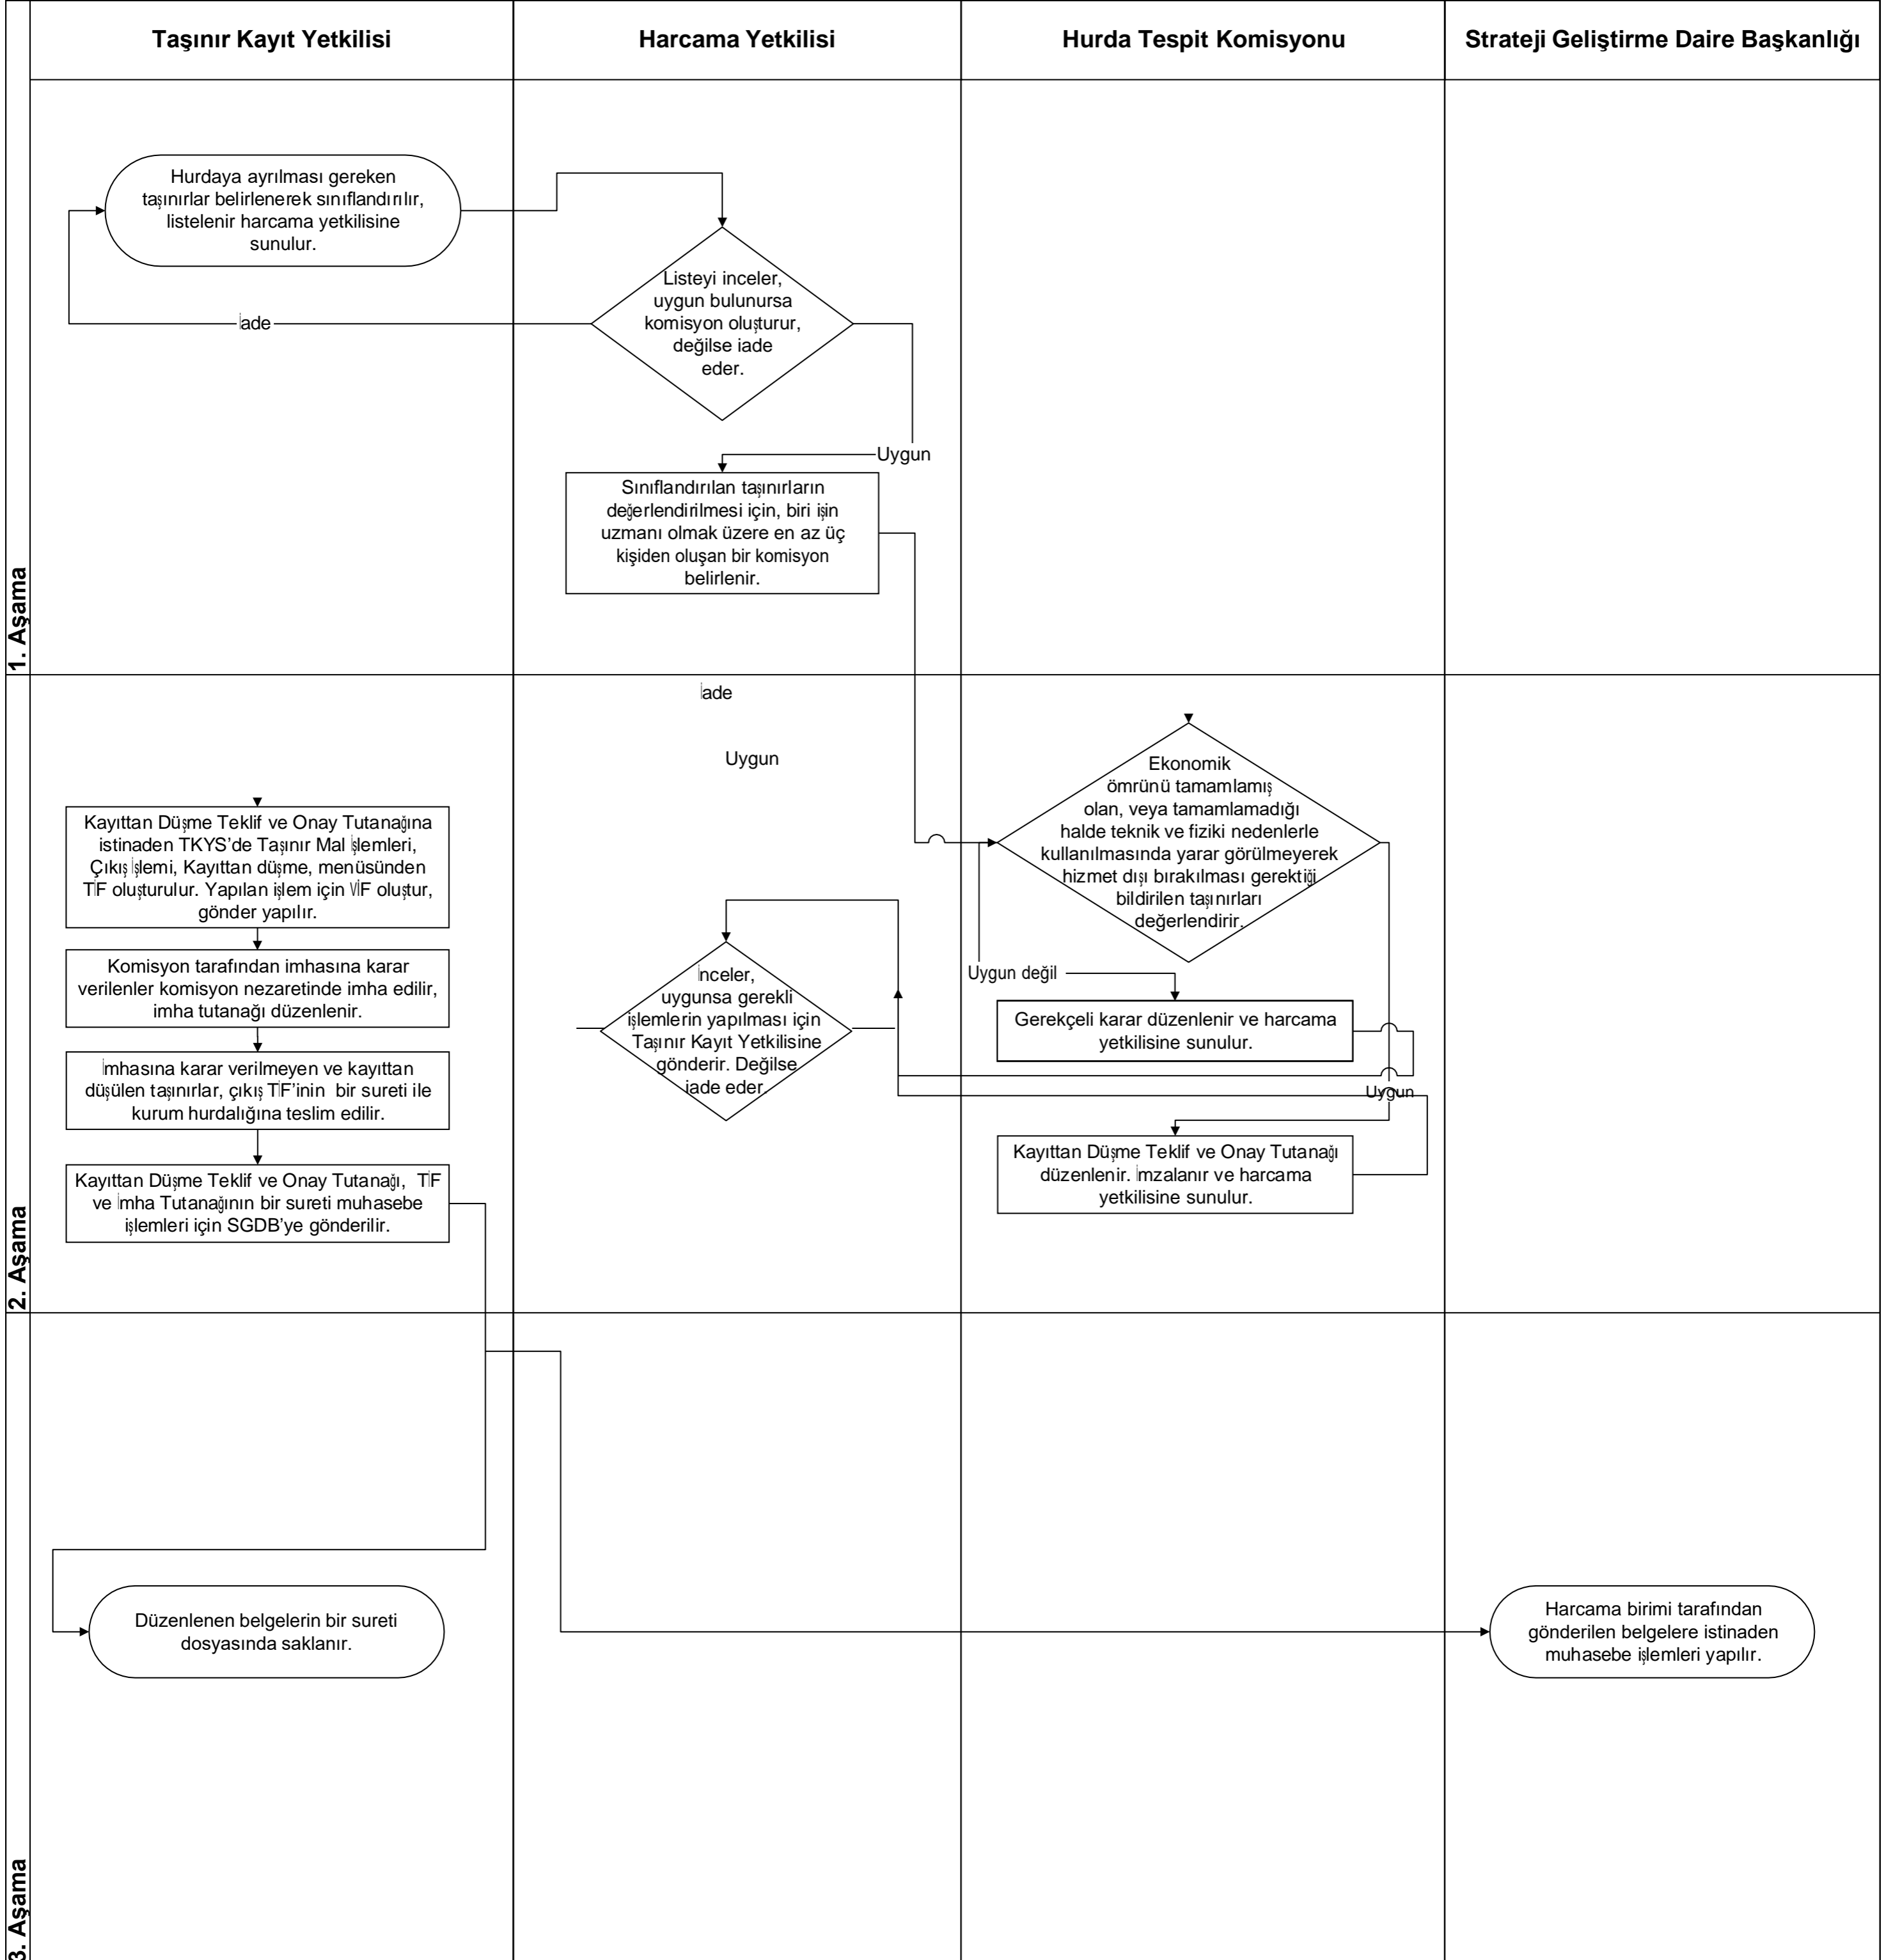 Taşınır Kayıt Yetkilisi
Harcama Yetkilisi
Hurda Tespit Komisyonu
Strateji Geliştirme Daire Başkanlığı
1. Aşama
Hurdaya ayrılması gereken
taşınırlar belirlenerek sınıflandırılır,
listelenir harcama yetkilisine
sunulur.
Listeyi inceler,
uygun bulunursa
komisyon oluşturur,
değilse iade
eder.
İade
Uygun
Sınıflandırılan taşınırların
değerlendirilmesi için, biri işin
uzmanı olmak üzere en az üç
kişiden oluşan bir komisyon
belirlenir.
2. Aşama
İade
Uygun
Ekonomik
ömrünü tamamlamış
olan, veya tamamlamadığı
halde teknik ve fiziki nedenlerle
kullanılmasında yarar görülmeyerek
hizmet dışı bırakılması gerektiği
bildirilen taşınırları
değerlendirir.
Kayıttan Düşme Teklif ve Onay Tutanağına
istinaden TKYS’de Taşınır Mal İşlemleri,
Çıkış İşlemi, Kayıttan düşme, menüsünden
TİF oluşturulur. Yapılan işlem için VİF oluştur,
gönder yapılır.
Komisyon tarafından imhasına karar
verilenler komisyon nezaretinde imha edilir,
imha tutanağı düzenlenir.
İmhasına karar verilmeyen ve kayıttan
düşülen taşınırlar, çıkış TİF’inin bir sureti ile
kurum hurdalığına teslim edilir.
Kayıttan Düşme Teklif ve Onay Tutanağı, TİF
ve İmha Tutanağının bir sureti muhasebe
işlemleri için SGDB’ye gönderilir.
İnceler,
uygunsa gerekli
işlemlerin yapılması için
Taşınır Kayıt Yetkilisine
gönderir. Değilse
iade eder.
Uygun değil
Gerekçeli karar düzenlenir ve harcama
yetkilisine sunulur.
Uygun
Kayıttan Düşme Teklif ve Onay Tutanağı
düzenlenir. İmzalanır ve harcama
yetkilisine sunulur.
3. Aşama
Düzenlenen belgelerin bir sureti
dosyasında saklanır.
Harcama birimi tarafından
gönderilen belgelere istinaden
muhasebe işlemleri yapılır.